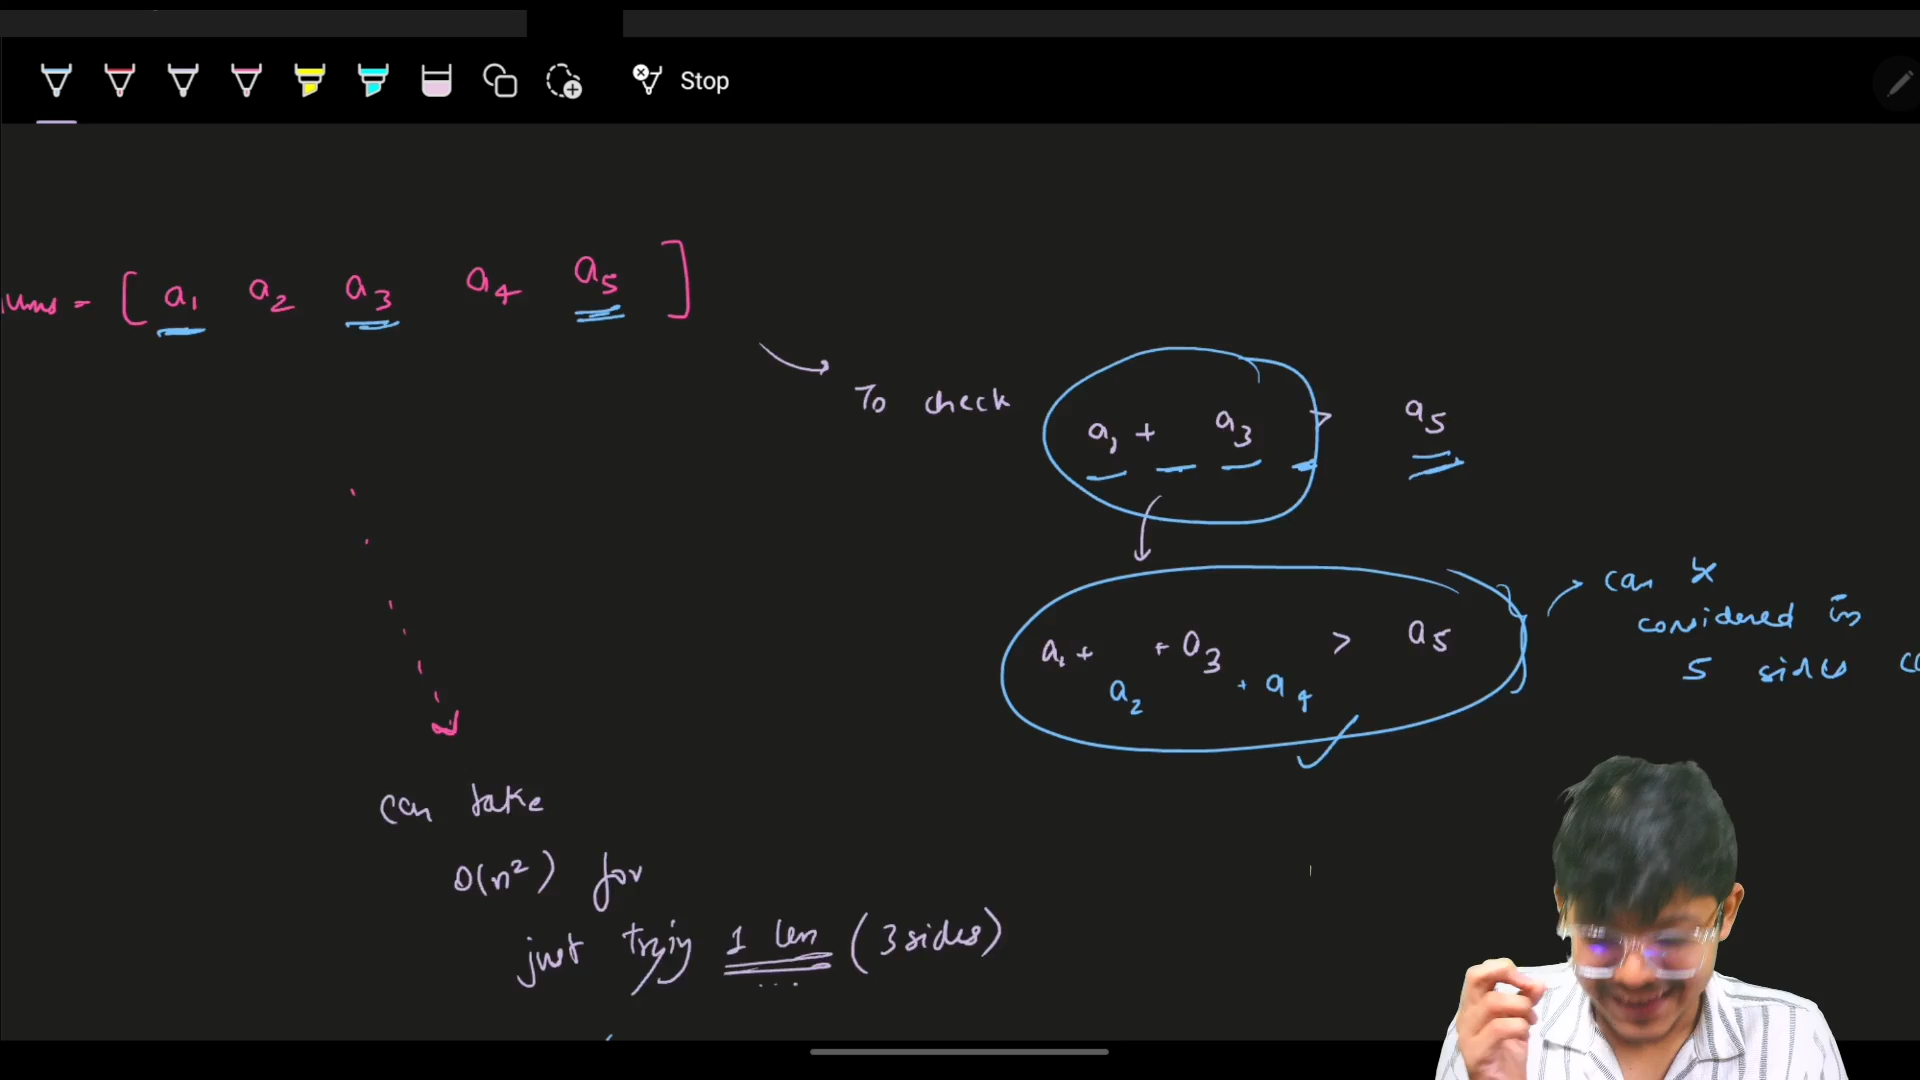 Stop
nums = [ a1 a2 a3 a4 a5 ]
To check a1 + a3 > a5
a1 + a2 + a3 + a4 > a5
can be
considered in
5 sides
can take
O(n²) for
just tryig 1 len (3 sides)
...